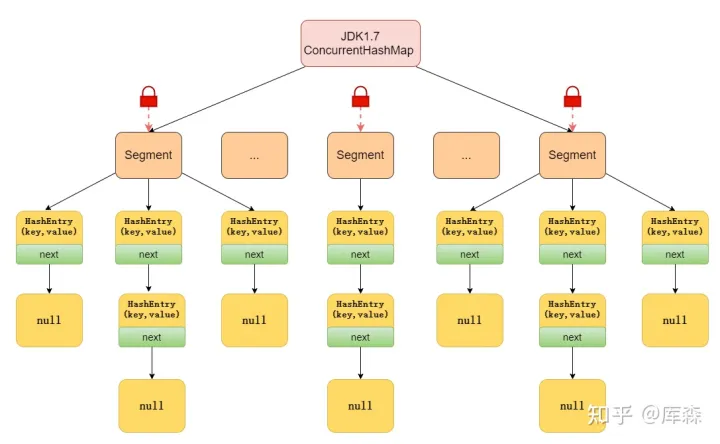 JDK1.7
ConcurrentHashMap
Segment
...
Segment
...
Segment
HashEntry
(key,value)
next
HashEntry
(key,value)
next
HashEntry
(key,value)
next
HashEntry
(key,value)
next
HashEntry
(key,value)
next
HashEntry
(key,value)
next
HashEntry
(key,value)
next
null
HashEntry
(key,value)
next
null
HashEntry
(key,value)
next
null
HashEntry
(key,value)
next
null
null
null
null
知乎 @库森